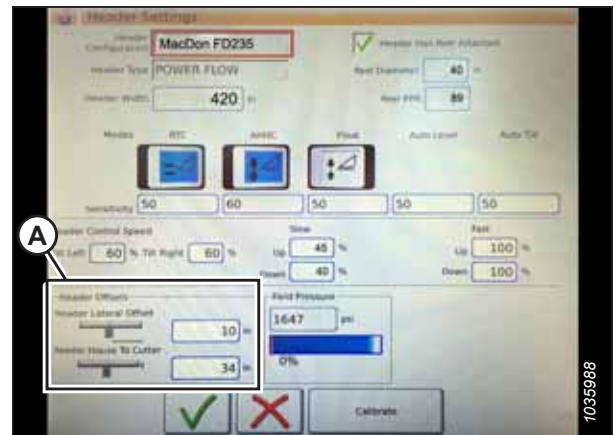 Header Settings
Header Configuration MacDon FD235 Header Has Reel Attached
Header Type POWER FLOW Reel Diameter 40 in
Header Width 420 in Reel PPR 89
Modes RTC AHHC Float Auto Level Auto Tilt
Sensitivity 50 60 50 50 50
Header Control Speed Slow Fast
Tilt Left 60 % Tilt Right 60 % Up 48 % Up 100 %
Down 40 % Down 100 %
A
Header Offsets Field Pressure
Header Lateral Offset 10 in 1647 psi
Feeder House To Cutter 34 in 0%
Calibrate
1035988